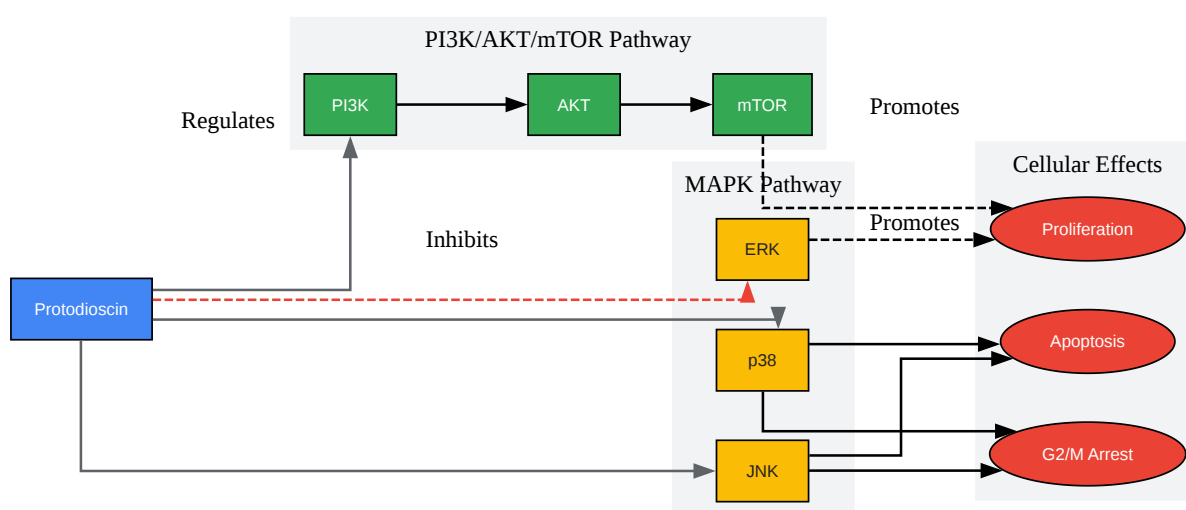 PI3K/AKT/mTOR Pathway
PI3K
AKT
mTOR
Regulates
Promotes
Cellular Effects
MAPK Pathway
Promotes
Proliferation
Inhibits
ERK
Protodioscin
Apoptosis
p38
G2/M Arrest
JNK